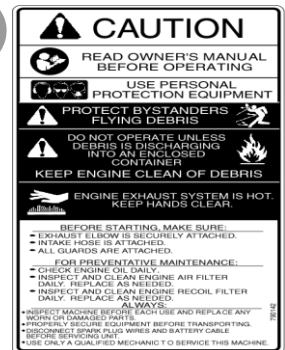 CAUTION
READ OWNER'S MANUAL
BEFORE OPERATING
USE PERSONAL
PROTECTION EQUIPMENT
PROTECT BYSTANDERS
FLYING DEBRIS
DO NOT OPERATE UNLESS
DEBRIS IS DISCHARGING
INTO AN ENCLOSED
CONTAINER
KEEP ENGINE CLEAN OF DEBRIS
ENGINE EXHAUST SYSTEM IS HOT.
KEEP HANDS CLEAR.
BEFORE STARTING, MAKE SURE:
EXHAUST ELBOW IS SECURELY ATTACHED.
INTAKE HOSE IS ATTACHED.
ALL GUARDS ARE ATTACHED.
FOR PREVENTATIVE MAINTENANCE:
CHECK ENGINE OIL DAILY.
INSPECT AND CLEAN ENGINE AIR FILTER
DAILY. REPLACE AS NEEDED.
INSPECT AND CLEAN ENGINE RECOIL FILTER
DAILY. REPLACE AS NEEDED.
ALWAYS:
•INSPECT MACHINE BEFORE EACH USE AND REPLACE ANY
WORN OR DAMAGED PARTS.
•PROPERLY SECURE EQUIPMENT BEFORE TRANSPORTING.
•DISCONNECT SPARK PLUG WIRES AND BATTERY CABLE
BEFORE SERVICING UNIT.
•USE ONLY A QUALIFIED MECHANIC T O SERVICE THIS MACHINE.
790142